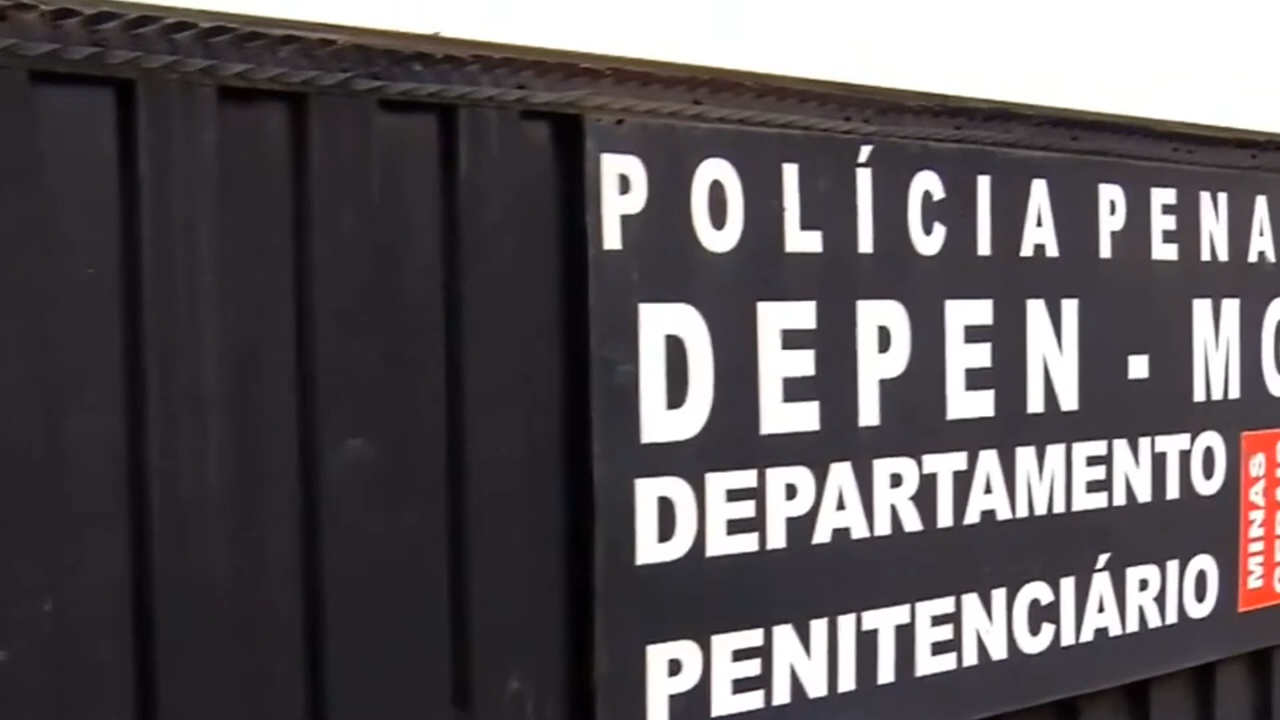 POLÍCIA PENA
DEPEN - M
DEPARTAMENTO
PENITENCIÁRIO
MINAS